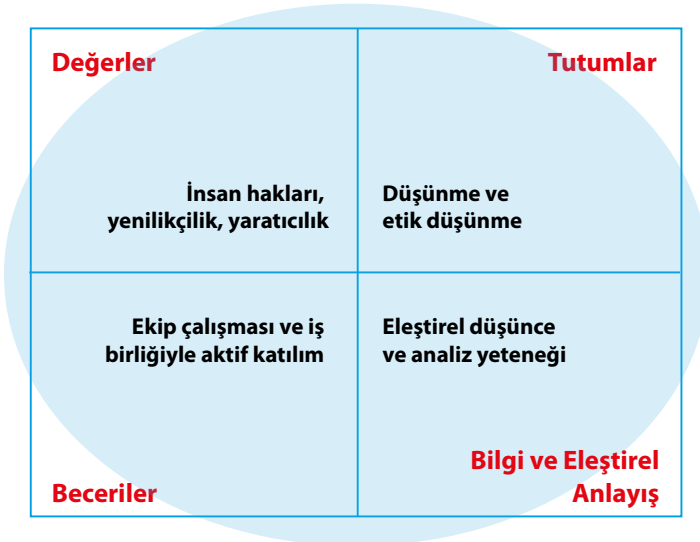 Değerler
Tutumlar
İnsan hakları,
yenilikçilik, yaratıcılık
Düşünme ve
etik düşünme
Ekip çalışması ve iş
birliğiyle aktif katılım
Eleştirel düşünce
ve analiz yeteneği
Beceriler
Bilgi ve Eleştirel
Anlayış